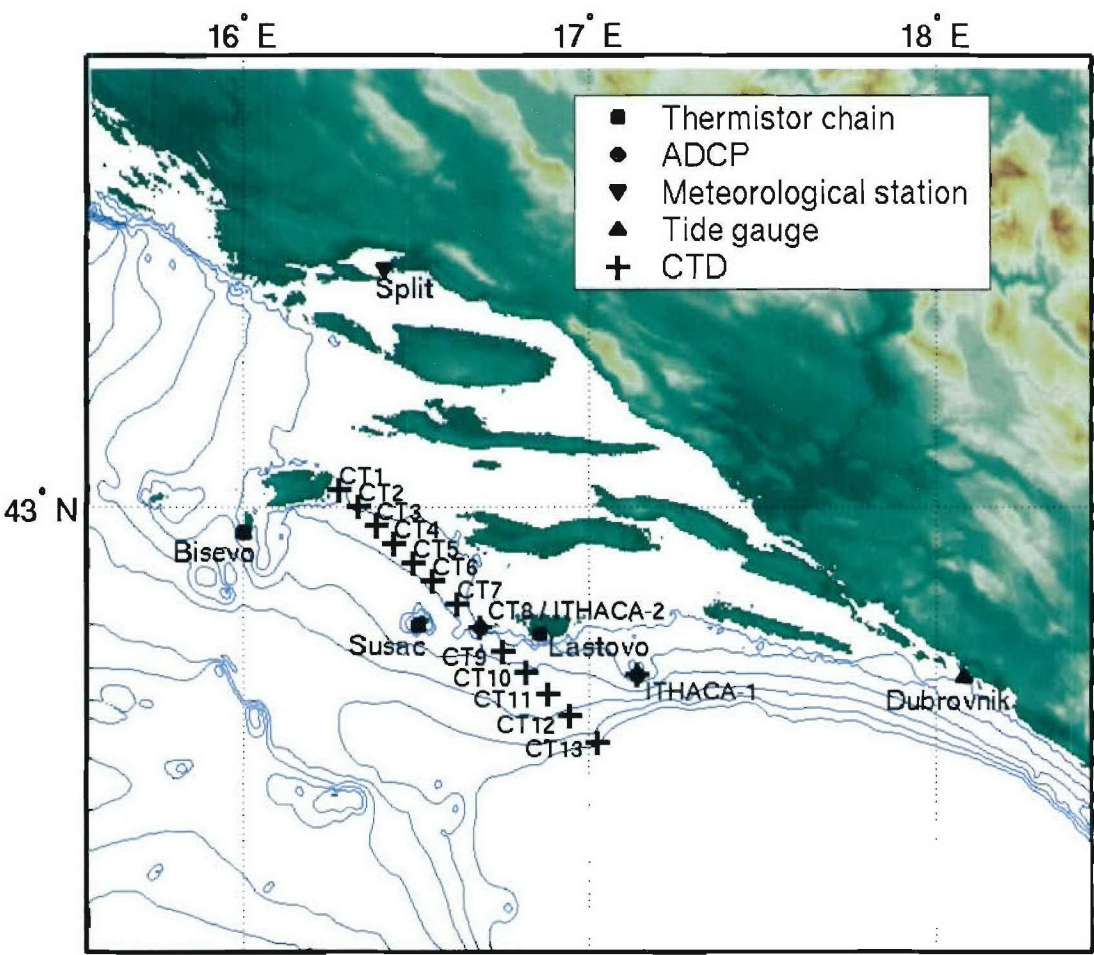 16° E
17° E
18° E
Thermistor chain
ADCP
Meteorological station
Tide gauge
CTD
Split
43° N
CT1
CT2
CT3
CT4
CT5
CT6
CT7
CT8 / ITHACA-2
Bisevo
Sušac
Lastovo
CT9
CT10
CT11
CT12
CT13
ITHACA-1
Dubrovnik